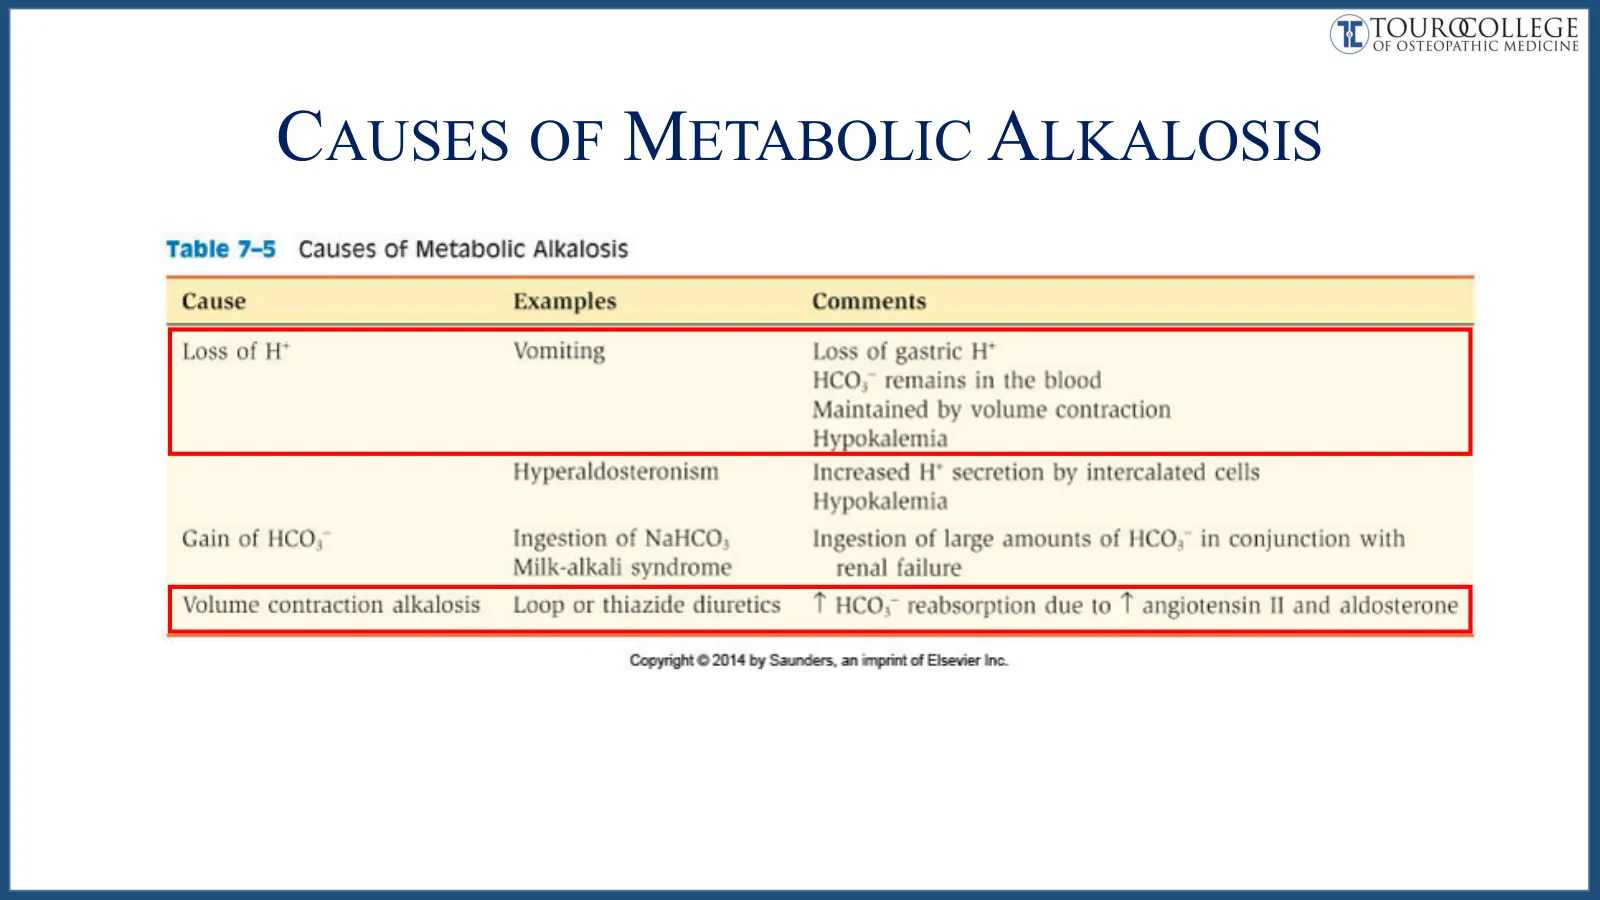 TOURO COLLEGE
OF OSTEOPATHIC MEDICINE
CAUSES OF METABOLIC ALKALOSIS
Table 7–5 Causes of Metabolic Alkalosis
Cause Examples Comments
Loss of H⁺ Vomiting Loss of gastric H⁺
HCO₃⁻ remains in the blood
Maintained by volume contraction
Hypokalemia
Hyperaldosteronism Increased H⁺ secretion by intercalated cells
Hypokalemia
Gain of HCO₃⁻ Ingestion of NaHCO₃ Ingestion of large amounts of HCO₃⁻ in conjunction with
Milk-alkali syndrome renal failure
Volume contraction alkalosis Loop or thiazide diuretics ↑ HCO₃⁻ reabsorption due to ↑ angiotensin II and aldosterone
Copyright © 2014 by Saunders, an imprint of Elsevier Inc.